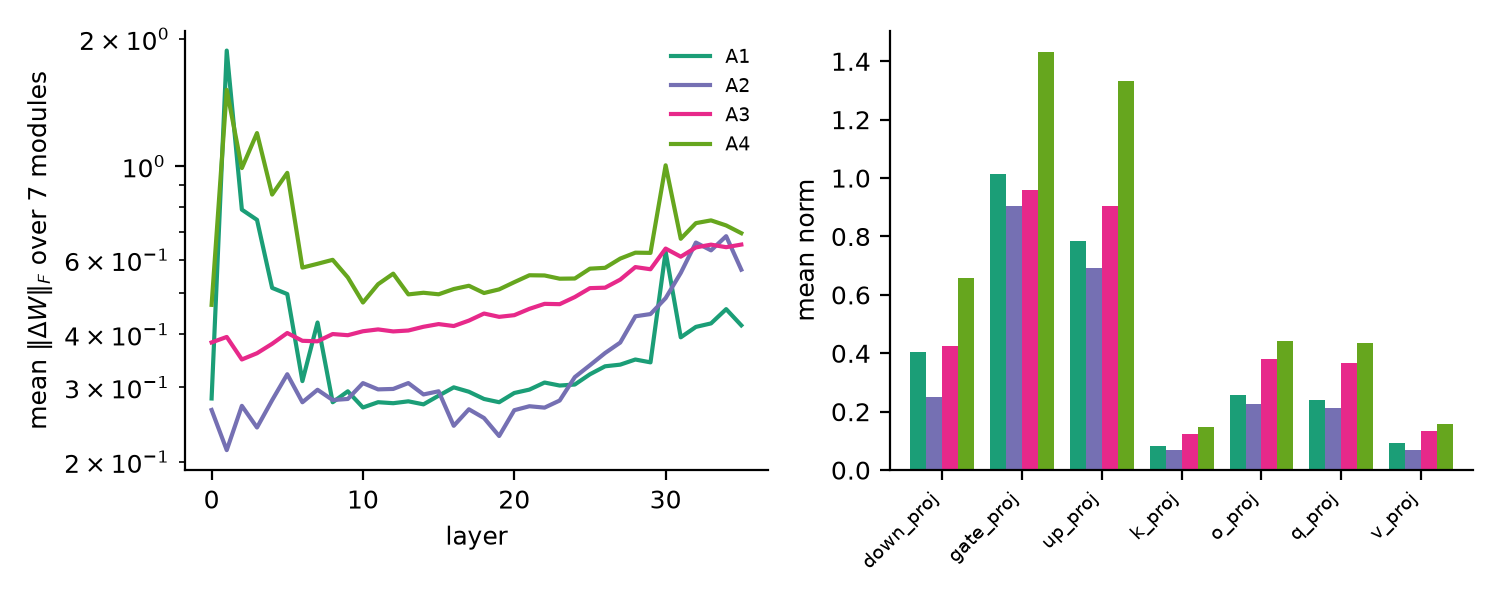 mean ‖ΔW‖F over 7 modules
2 × 10⁰
10⁰
6 × 10⁻¹
4 × 10⁻¹
3 × 10⁻¹
2 × 10⁻¹
0 10 20 30
layer
A1
A2
A3
A4
mean norm
1.4
1.2
1.0
0.8
0.6
0.4
0.2
0.0
down_proj gate_proj up_proj k_proj o_proj q_proj v_proj